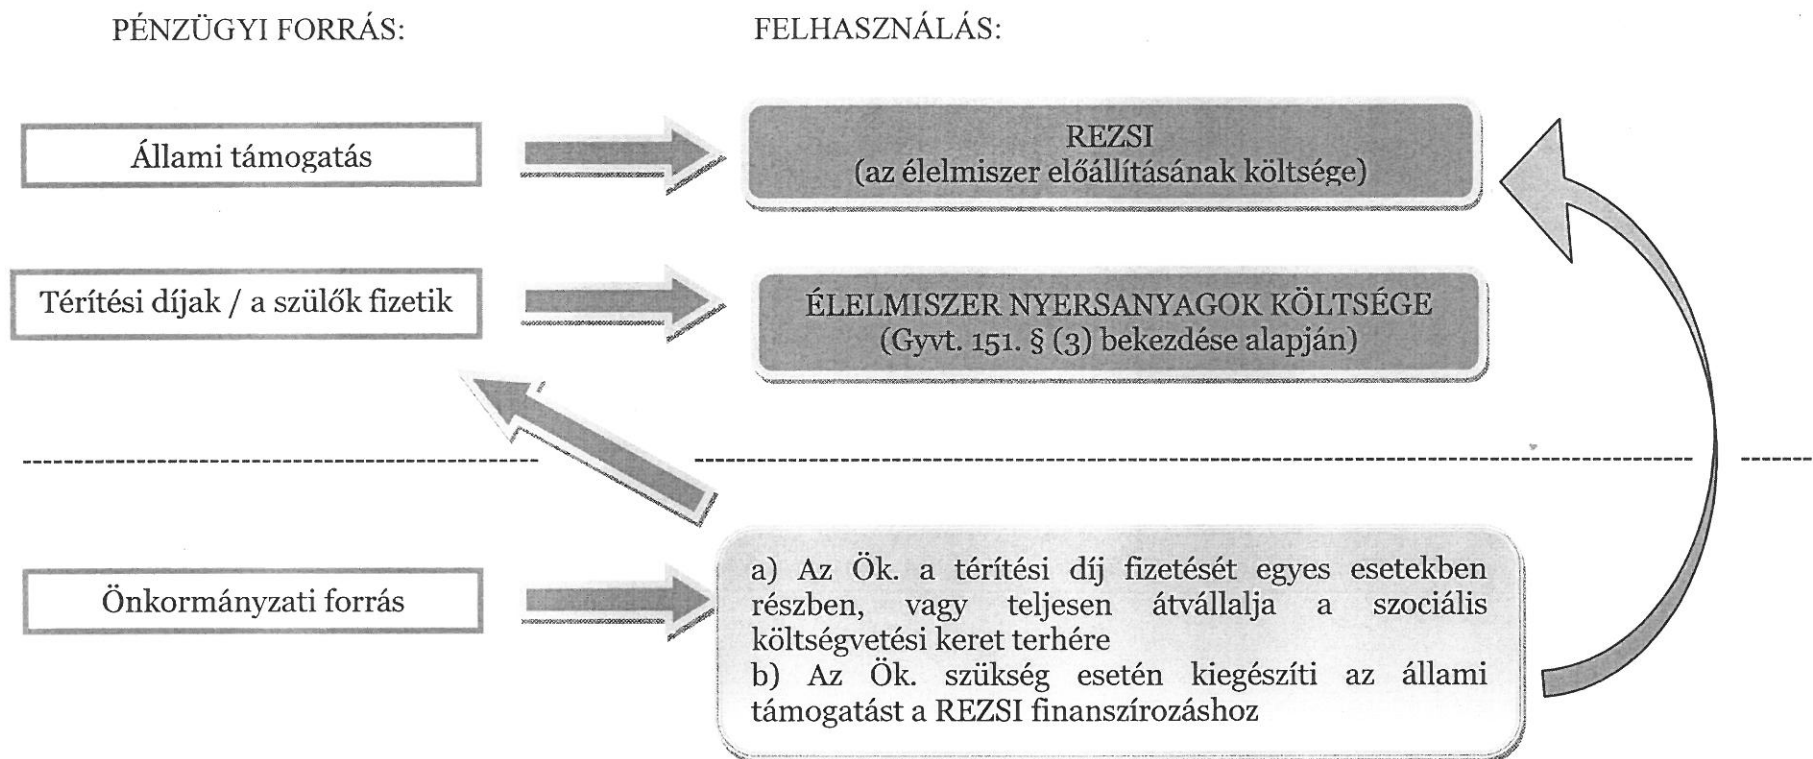 PÉNZÜGYI FORRÁS:
FELHASZNÁLÁS:
Állami támogatás
REZSI
(az élelmiszer előállításának költsége)
Térítési díjak / a szülők fizetik
ÉLELMISZER NYERSANYAGOK KÖLTSÉGE
(Gyvt. 151. § (3) bekezdése alapján)
Önkormányzati forrás
a) Az Ök. a térítési díj fizetését egyes esetekben
részben, vagy teljesen átvállalja a szociális
költségvetési keret terhére
b) Az Ök. szükség esetén kiegészíti az állami
támogatást a REZSI finanszírozáshoz